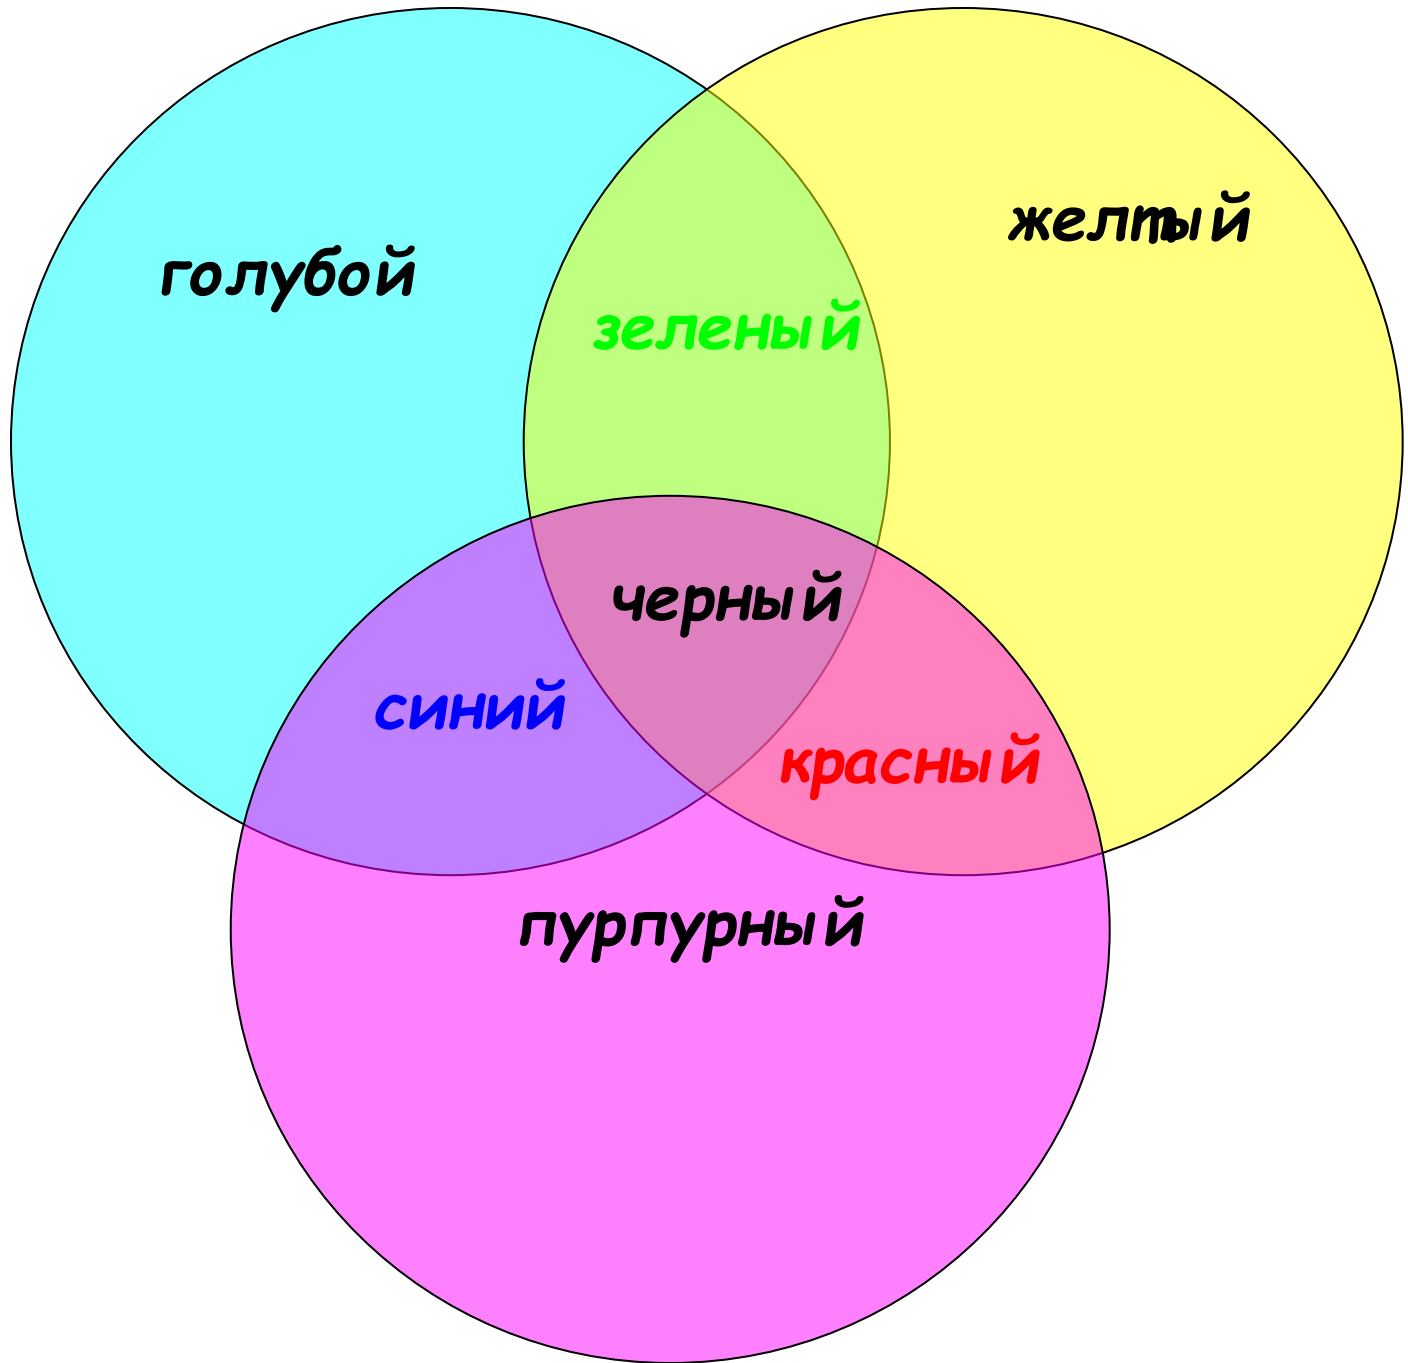 желтый
голубой
зеленый
черный
синий
красный
пурпурный